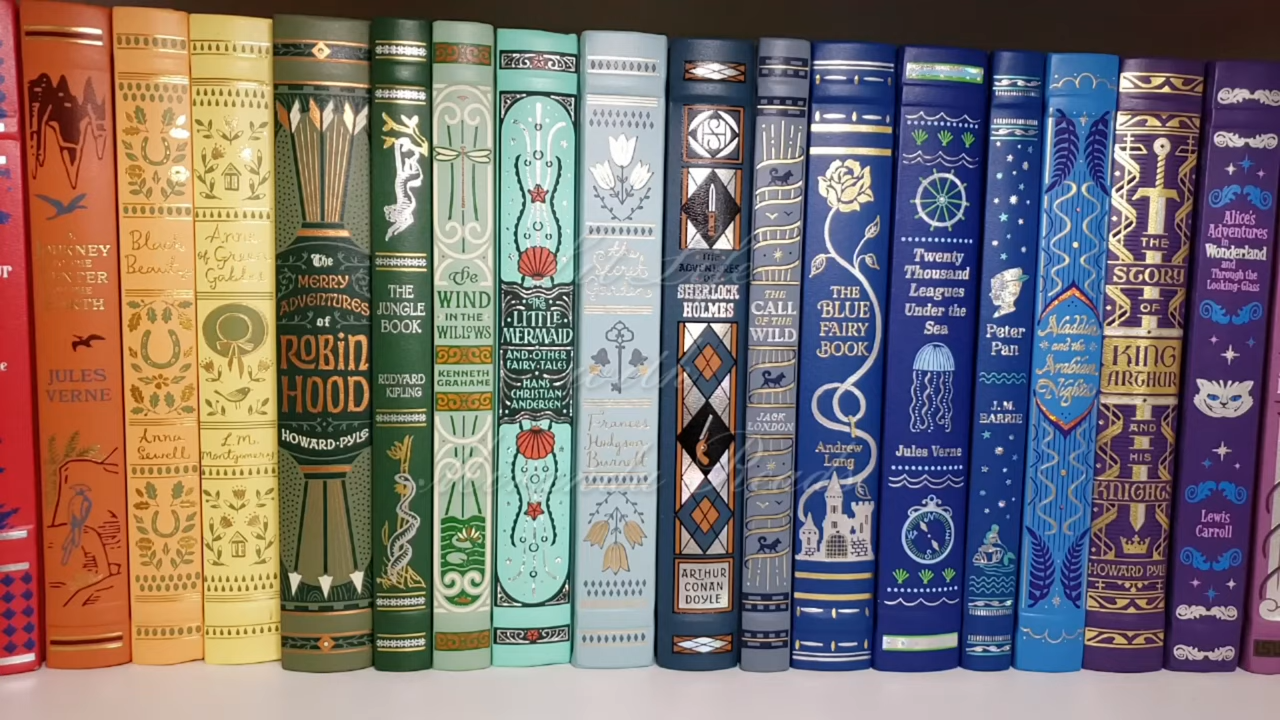 A
JOURNEY
TO THE
CENTER
OF THE
EARTH
JULES
VERNE
Black
Beauty
Anna
Sewell
Anne
of Green
Gables
L.M.
Montgomery
The
MERRY
ADVENTURES
of
ROBIN
HOOD
HOWARD PYLE
THE
JUNGLE
BOOK
RUDYARD
KIPLING
The
WIND
IN THE
WILLOWS
KENNETH
GRAHAME
The
LITTLE
MERMAID
AND OTHER
FAIRY TALES
HANS
CHRISTIAN
ANDERSEN
The
Secret
Garden
Frances
Hodgson
Burnett
THE
ADVENTURES
OF
SHERLOCK
HOLMES
ARTHUR
CONAN
DOYLE
THE
CALL
OF THE
WILD
JACK
LONDON
THE
BLUE
FAIRY
BOOK
Andrew
Lang
Twenty
Thousand
Leagues
Under the
Sea
Jules Verne
Peter
Pan
J.M.
BARRIE
Aladdin
and the
Arabian
Nights
THE
STORY
OF
KING
ARTHUR
AND
HIS
KNIGHTS
HOWARD PYLE
Alice's
Adventures
in
Wonderland
and
Through the
Looking-Glass
Lewis
Carroll